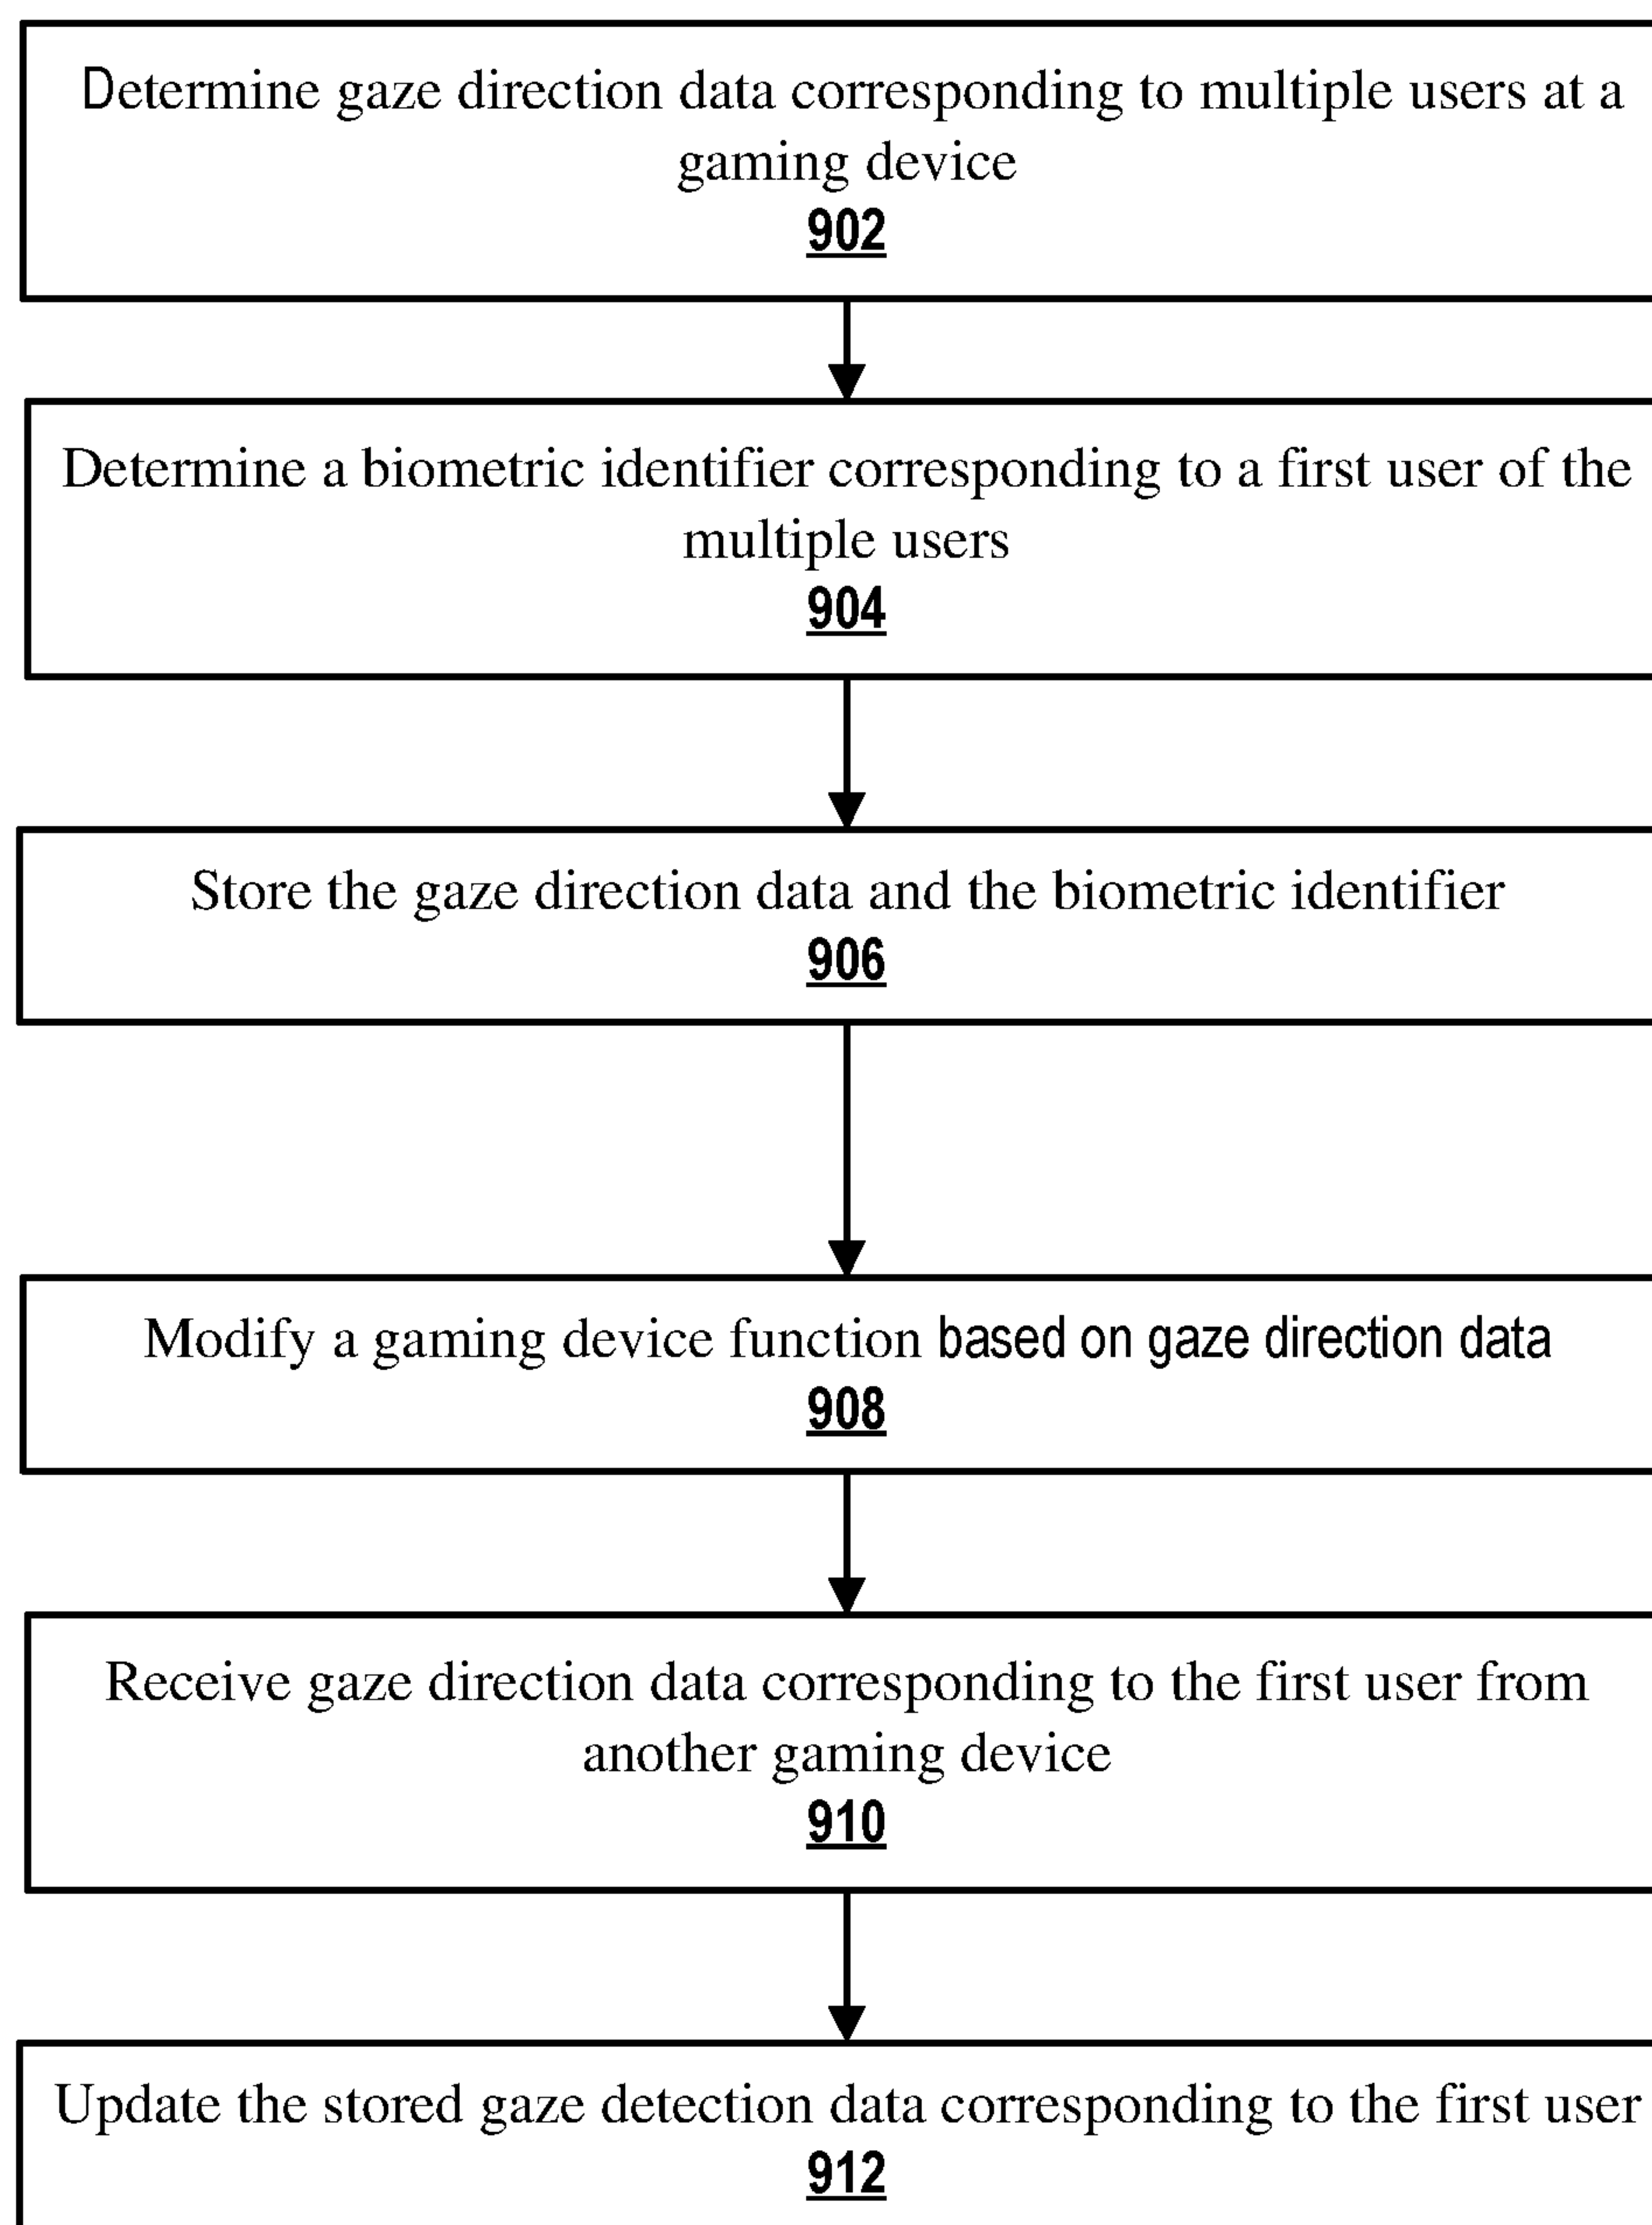 Determine gaze direction data corresponding to multiple users at a
gaming device
902
Determine a biometric identifier corresponding to a first user of the
multiple users
904
Store the gaze direction data and the biometric identifier
906
Modify a gaming device function based on gaze direction data
908
Receive gaze direction data corresponding to the first user from
another gaming device
910
Update the stored gaze detection data corresponding to the first user
912